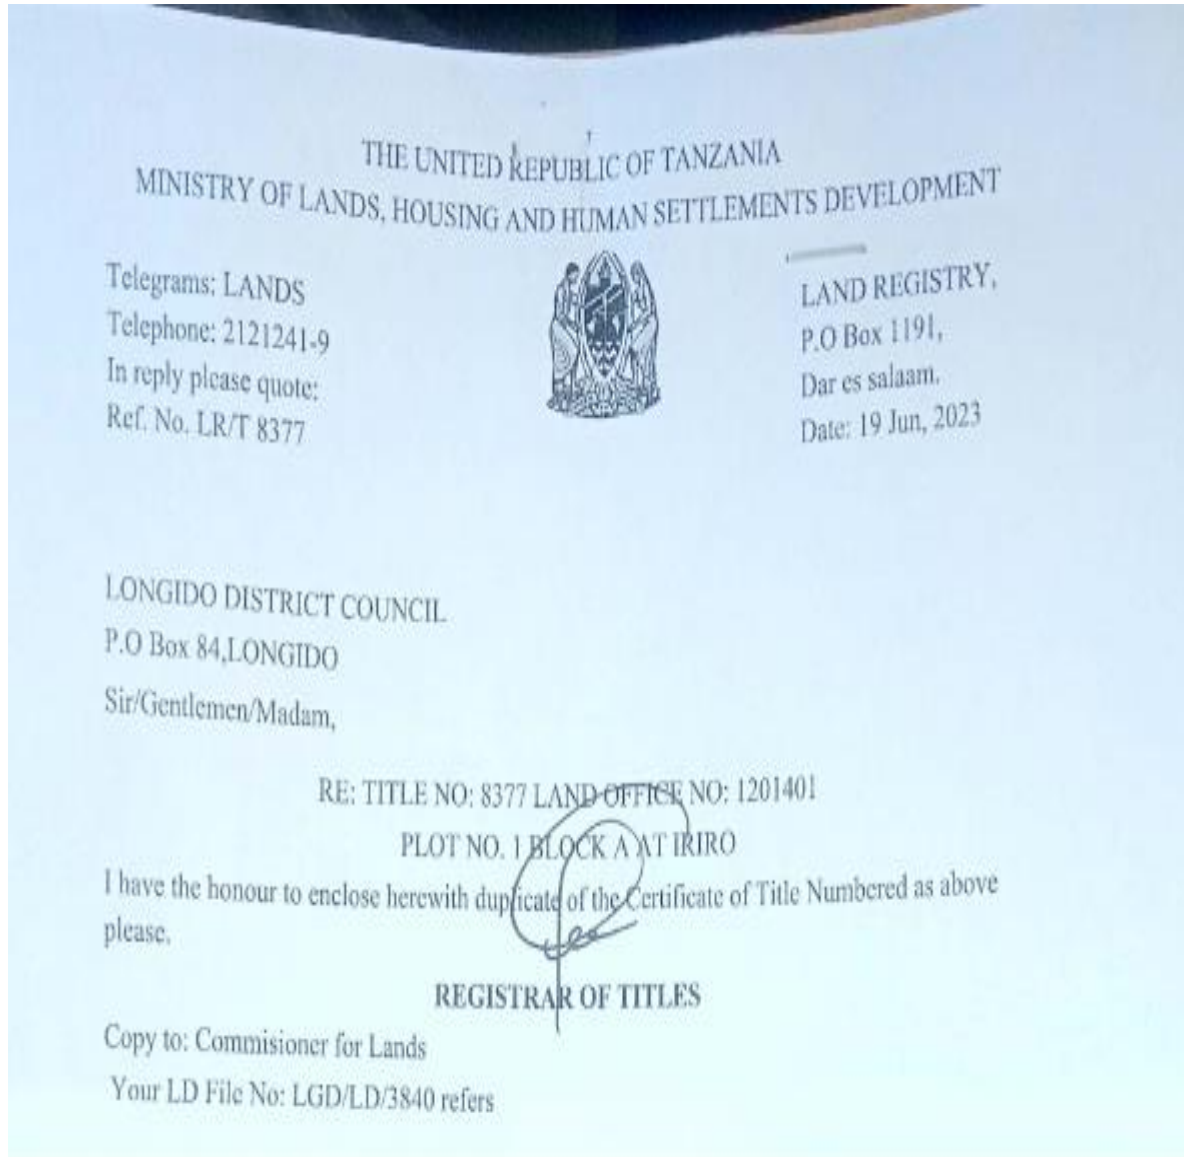 THE UNITED REPUBLIC OF TANZANIA
MINISTRY OF LANDS, HOUSING AND HUMAN SETTLEMENTS DEVELOPMENT
Telegrams: LANDS
Telephone: 2121241-9
In reply please quote:
Ref. No. LR/T 8377
LAND REGISTRY,
P.O Box 1191,
Dar es salaam.
Date: 19 Jun, 2023
LONGIDO DISTRICT COUNCIL
P.O Box 84,LONGIDO
Sir/Gentlemen/Madam,
RE: TITLE NO: 8377 LAND OFFICE NO: 1201401
PLOT NO. 1 BLOCK A AT IRIRO
I have the honour to enclose herewith duplicate of the Certificate of Title Numbered as above
please.
REGISTRAR OF TITLES
Copy to: Commisioner for Lands
Your LD File No: LGD/LD/3840 refers